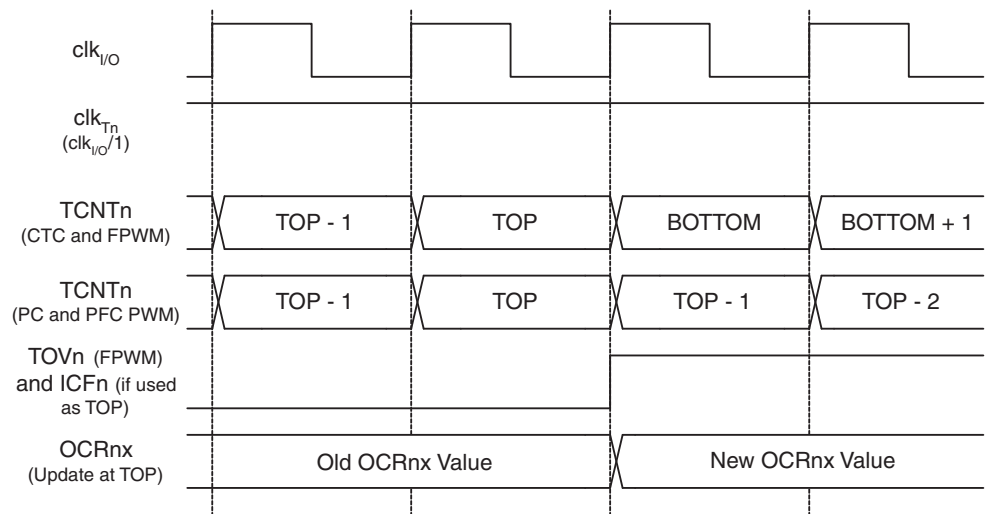 clkI/O
clkTn
(clkI/O/1)
TCNTn
(CTC and FPWM)
TOP - 1
TOP
BOTTOM
BOTTOM + 1
TCNTn
(PC and PFC PWM)
TOP - 1
TOP
TOP - 1
TOP - 2
TOVn (FPWM)
and ICFn (if used
as TOP)
OCRnx
(Update at TOP)
Old OCRnx Value
New OCRnx Value